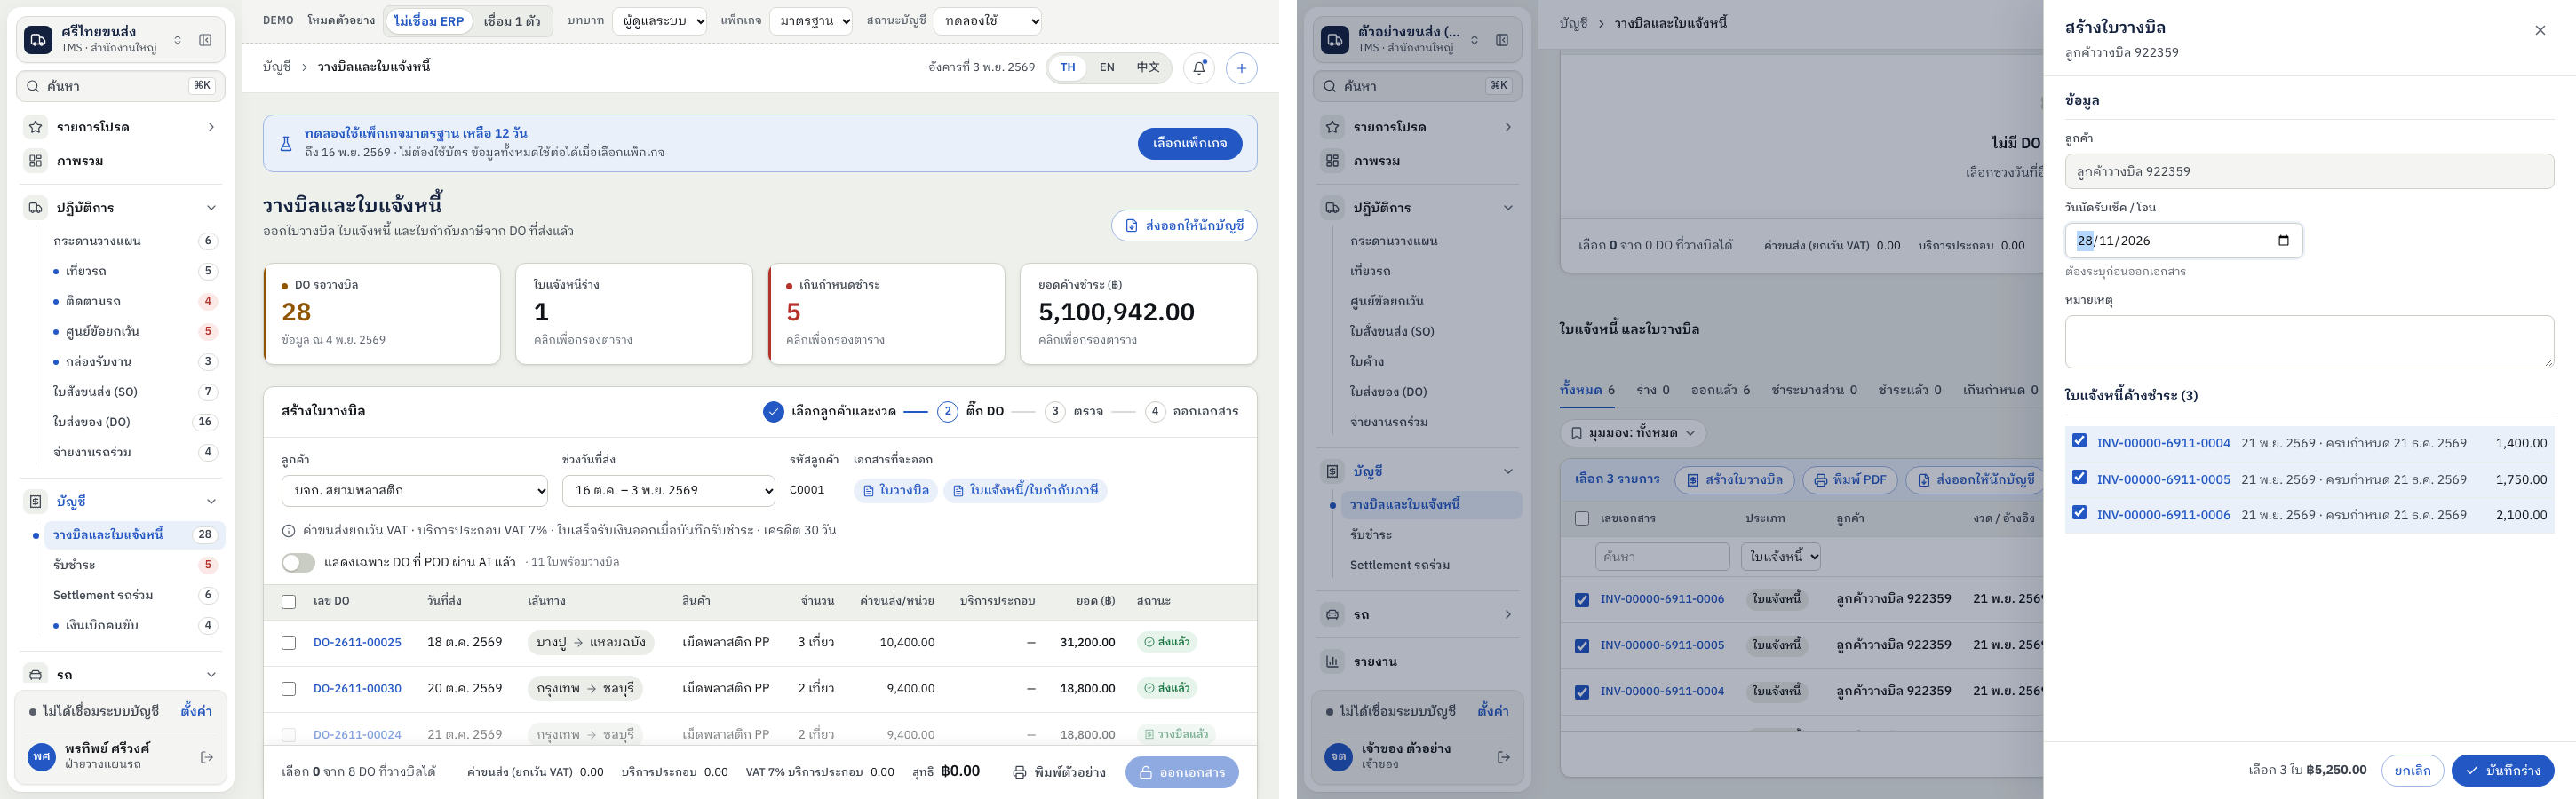 ศรีไทยขนส่ง
TMS · สำนักงานใหญ่
ค้นหา
⌘K
รายการโปรด
ภาพรวม
ปฏิบัติการ
กระดานวางแผน 6
เที่ยวรถ 5
ติดตามรถ 4
ศูนย์ข้อยกเว้น 5
กล่องรับงาน 3
ใบสั่งขนส่ง (SO) 7
ใบส่งของ (DO) 16
จ่ายงานรถร่วม 4
บัญชี
วางบิลและใบแจ้งหนี้ 28
รับชำระ 5
Settlement รถร่วม 6
เงินเบิกคนขับ 4
รถ
ไม่ได้เชื่อมระบบบัญชี ตั้งค่า
พศ
พรทิพย์ ศรีวงศ์
ฝ่ายวางแผนรถ
DEMO โหมดตัวอย่าง ไม่เชื่อม ERP เชื่อม 1 ตัว บทบาท ผู้ดูแลระบบ แพ็กเกจ มาตรฐาน สถานะบัญชี ทดลองใช้
บัญชี > วางบิลและใบแจ้งหนี้
อังคารที่ 3 พ.ย. 2569 TH EN 中文
ทดลองใช้แพ็กเกจมาตรฐาน เหลือ 12 วัน
ถึง 16 พ.ย. 2569 · ไม่ต้องใช้บัตร ข้อมูลทั้งหมดใช้ต่อได้เมื่อเลือกแพ็กเกจ
เลือกแพ็กเกจ
วางบิลและใบแจ้งหนี้
ออกใบวางบิล ใบแจ้งหนี้ และใบกำกับภาษีจาก DO ที่ส่งแล้ว
ส่งออกให้นักบัญชี
DO รอวางบิล
28
ข้อมูล ณ 4 พ.ย. 2569
ใบแจ้งหนี้ร่าง
1
คลิกเพื่อกรองตาราง
เกินกำหนดชำระ
5
คลิกเพื่อกรองตาราง
ยอดค้างชำระ (฿)
5,100,942.00
คลิกเพื่อกรองตาราง
สร้างใบวางบิล
เลือกลูกค้าและงวด 2 ติ๊ก DO 3 ตรวจ 4 ออกเอกสาร
ลูกค้า ช่วงวันที่ส่ง รหัสลูกค้า เอกสารที่จะออก
บจก. สยามพลาสติก 16 ต.ค. – 3 พ.ย. 2569 C0001 ใบวางบิล ใบแจ้งหนี้/ใบกำกับภาษี
ค่าขนส่งยกเว้น VAT · บริการประกอบ VAT 7% · ใบเสร็จรับเงินออกเมื่อบันทึกรับชำระ · เครดิต 30 วัน
แสดงเฉพาะ DO ที่ POD ผ่าน AI แล้ว · 11 ใบพร้อมวางบิล
เลข DO วันที่ส่ง เส้นทาง สินค้า จำนวน ค่าขนส่ง/หน่วย บริการประกอบ ยอด (฿) สถานะ
DO-2611-00025 18 ต.ค. 2569 บางปู → แหลมฉบัง เม็ดพลาสติก PP 3 เที่ยว 10,400.00 — 31,200.00 ส่งแล้ว
DO-2611-00030 20 ต.ค. 2569 กรุงเทพ → ชลบุรี เม็ดพลาสติก PP 2 เที่ยว 9,400.00 — 18,800.00 ส่งแล้ว
DO-2611-00024 21 ต.ค. 2569 กรุงเทพ → ชลบุรี เม็ดพลาสติก PP 2 เที่ยว 9,400.00 — 18,800.00 วางบิลแล้ว
เลือก 0 จาก 8 DO ที่วางบิลได้ ค่าขนส่ง (ยกเว้น VAT) 0.00 บริการประกอบ 0.00 VAT 7% บริการประกอบ 0.00 สุทธิ ฿0.00 พิมพ์ตัวอย่าง ออกเอกสาร
ตัวอย่างขนส่ง (...
TMS · สำนักงานใหญ่
ค้นหา
⌘K
รายการโปรด
ภาพรวม
ปฏิบัติการ
กระดานวางแผน
เที่ยวรถ
ศูนย์ข้อยกเว้น
ใบสั่งขนส่ง (SO)
ใบค้าง
ใบส่งของ (DO)
จ่ายงานรถร่วม
บัญชี
วางบิลและใบแจ้งหนี้
รับชำระ
Settlement รถร่วม
รถ
รายงาน
ไม่ได้เชื่อมระบบบัญชี ตั้งค่า
จต
เจ้าของ ตัวอย่าง
เจ้าของ
บัญชี > วางบิลและใบแจ้งหนี้
ไม่มี DO
เลือก 0 จาก 0 DO ที่วางบิลได้ ค่าขนส่ง (ยกเว้น VAT) 0.00 บริการประกอบ 0.00
ใบแจ้งหนี้ และใบวางบิล
ทั้งหมด 6 ร่าง 0 ออกแล้ว 6 ชำระบางส่วน 0 ชำระแล้ว 0 เกินกำหนด 0
มุมมอง: ทั้งหมด
เลือก 3 รายการ สร้างใบวางบิล พิมพ์ PDF ส่งออกให้นักบัญชี
เลขเอกสาร ประเภท ลูกค้า งวด / อ้างอิง
ค้นหา ใบแจ้งหนี้
INV-00000-6911-0006 ใบแจ้งหนี้ ลูกค้าวางบิล 922359 21 พ.ย. 256
INV-00000-6911-0005 ใบแจ้งหนี้ ลูกค้าวางบิล 922359 21 พ.ย. 256
INV-00000-6911-0004 ใบแจ้งหนี้ ลูกค้าวางบิล 922359 21 พ.ย. 256
สร้างใบวางบิล
ลูกค้าวางบิล 922359
ข้อมูล
ลูกค้า
ลูกค้าวางบิล 922359
วันนัดรับเช็ค / โอน
28/11/2026
ต้องระบุก่อนออกเอกสาร
หมายเหตุ
ใบแจ้งหนี้ค้างชำระ (3)
INV-00000-6911-0004 21 พ.ย. 2569 · ครบกำหนด 21 ธ.ค. 2569 1,400.00
INV-00000-6911-0005 21 พ.ย. 2569 · ครบกำหนด 21 ธ.ค. 2569 1,750.00
INV-00000-6911-0006 21 พ.ย. 2569 · ครบกำหนด 21 ธ.ค. 2569 2,100.00
เลือก 3 ใบ ฿5,250.00 ยกเลิก บันทึกร่าง